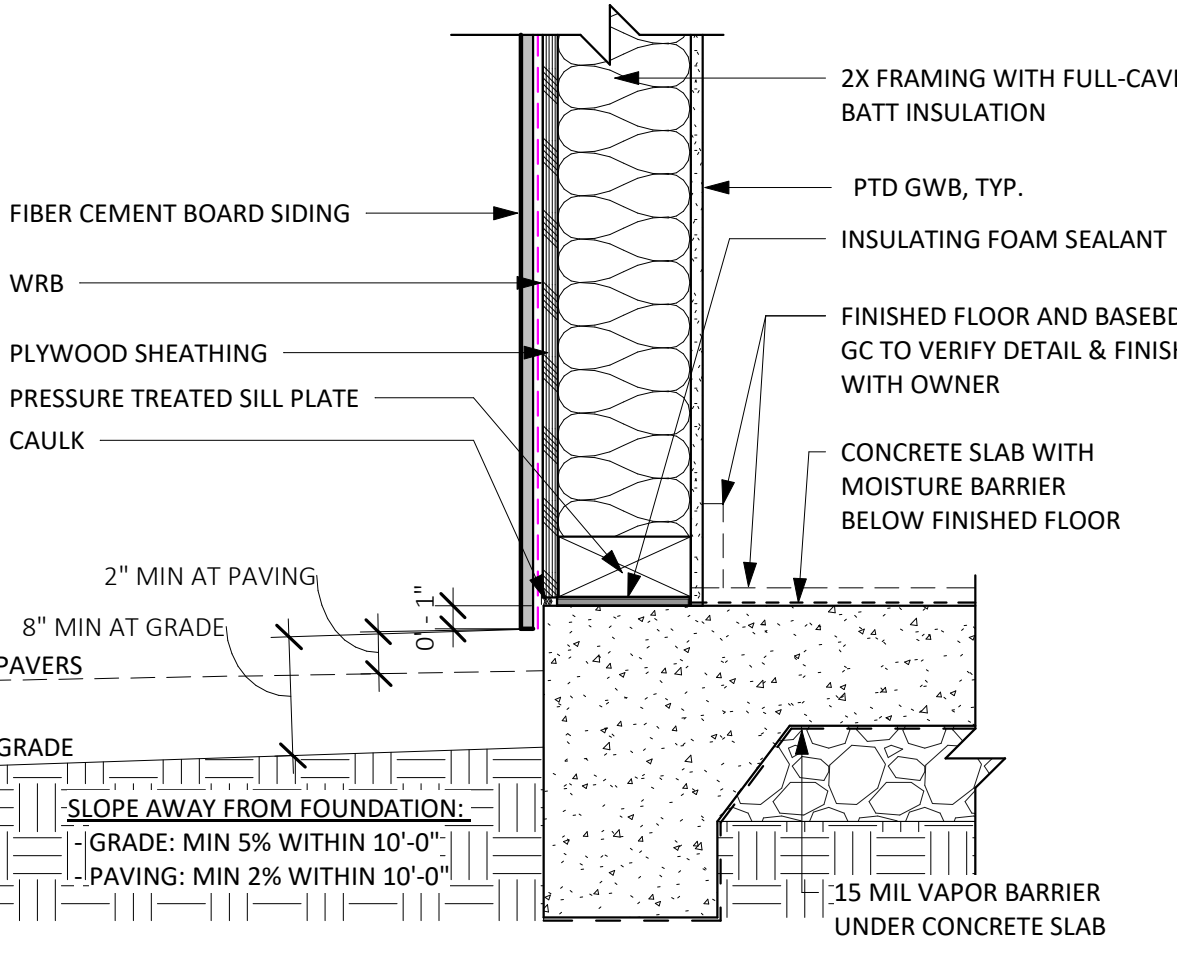 2X FRAMING WITH FULL-CAVI
BATT INSULATION
PTD GWB, TYP.
INSULATING FOAM SEALANT
FINISHED FLOOR AND BASEBD
GC TO VERIFY DETAIL & FINISH
WITH OWNER
CONCRETE SLAB WITH
MOISTURE BARRIER
BELOW FINISHED FLOOR
FIBER CEMENT BOARD SIDING
WRB
PLYWOOD SHEATHING
PRESSURE TREATED SILL PLATE
CAULK
2" MIN AT PAVING
8" MIN AT GRADE
0' - 1"
PAVERS
GRADE
SLOPE AWAY FROM FOUNDATION:
- GRADE: MIN 5% WITHIN 10'-0"
- PAVING: MIN 2% WITHIN 10'-0"
15 MIL VAPOR BARRIER
UNDER CONCRETE SLAB